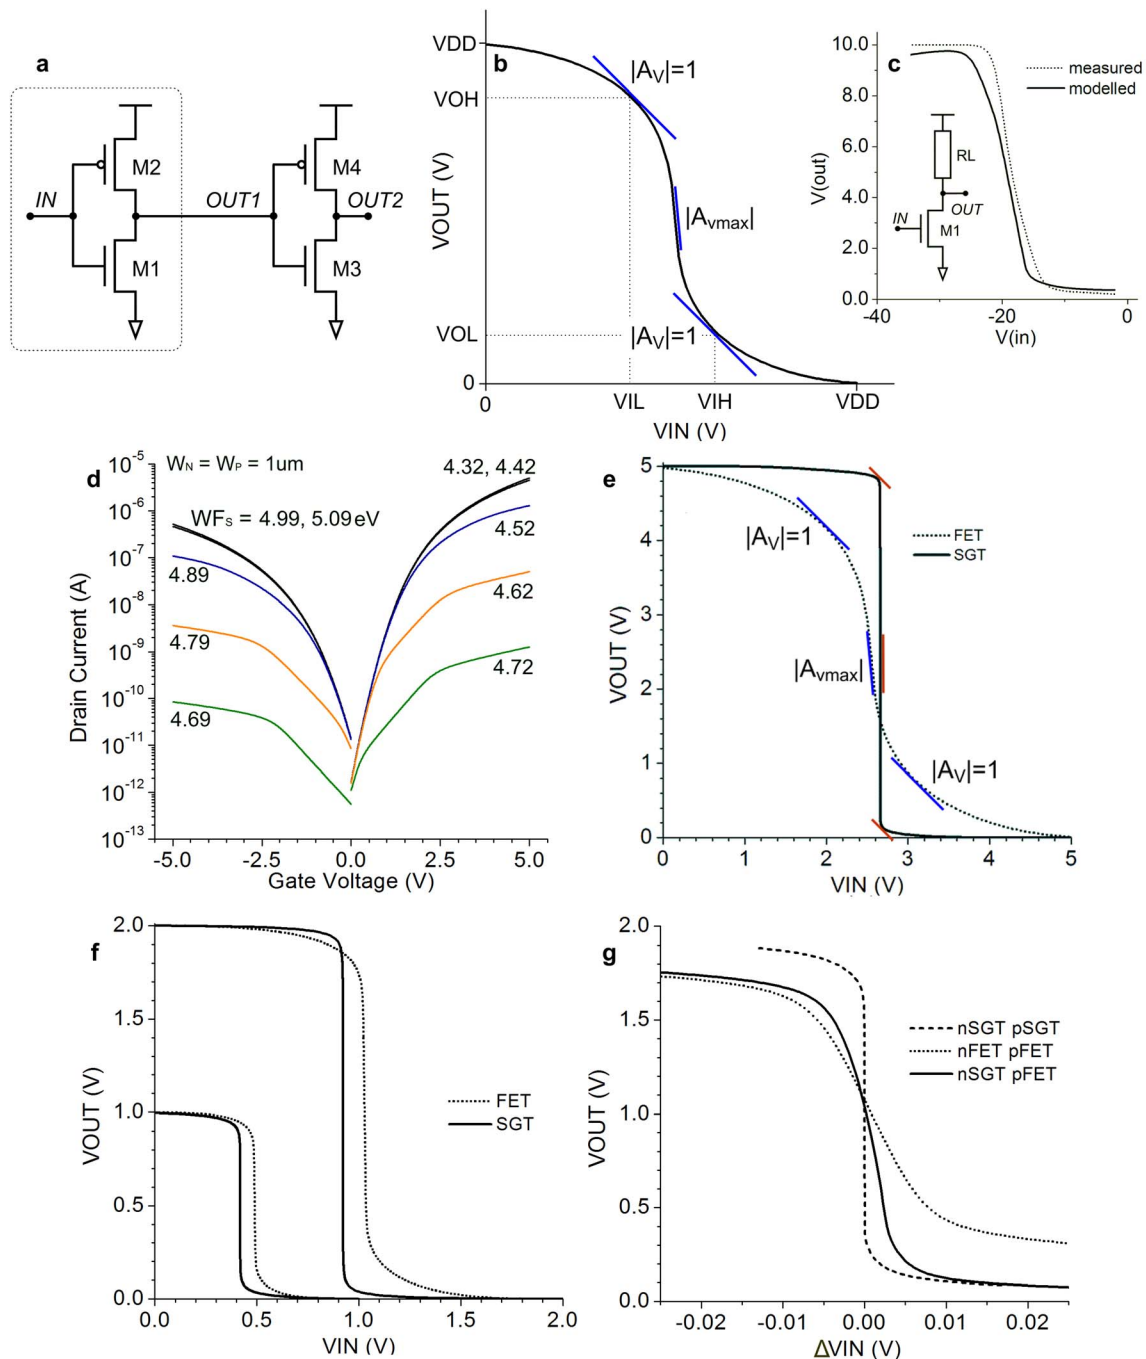 a
M2
M4
IN
OUT1
OUT2
M1
M3
b
VDD
|AV|=1
VOH
VOUT (V)
|Avmax|
VOL
|AV|=1
0
0
VIL
VIH
VDD
VIN (V)
c
10.0
8.0
6.0
4.0
2.0
0.0
V(out)
measured
modelled
RL
IN
OUT
M1
-40
-20
0
V(in)
d
WN = WP = 1um
4.32, 4.42
WFS = 4.99, 5.09eV
4.52
4.89
4.62
4.79
4.72
4.69
10-5
10-6
10-7
10-8
10-9
10-10
10-11
10-12
10-13
Drain Current (A)
-5.0
-2.5
0.0
2.5
5.0
Gate Voltage (V)
e
5
4
3
2
1
0
VOUT (V)
|AV|=1
FET
SGT
|Avmax|
|AV|=1
0
1
2
3
4
5
VIN (V)
f
2.0
1.5
1.0
0.5
0.0
VOUT (V)
FET
SGT
0.0
0.5
1.0
1.5
2.0
VIN (V)
g
2.0
1.5
1.0
0.5
0.0
VOUT (V)
nSGT pSGT
nFET pFET
nSGT pFET
-0.02
-0.01
0.00
0.01
0.02
ΔVIN (V)